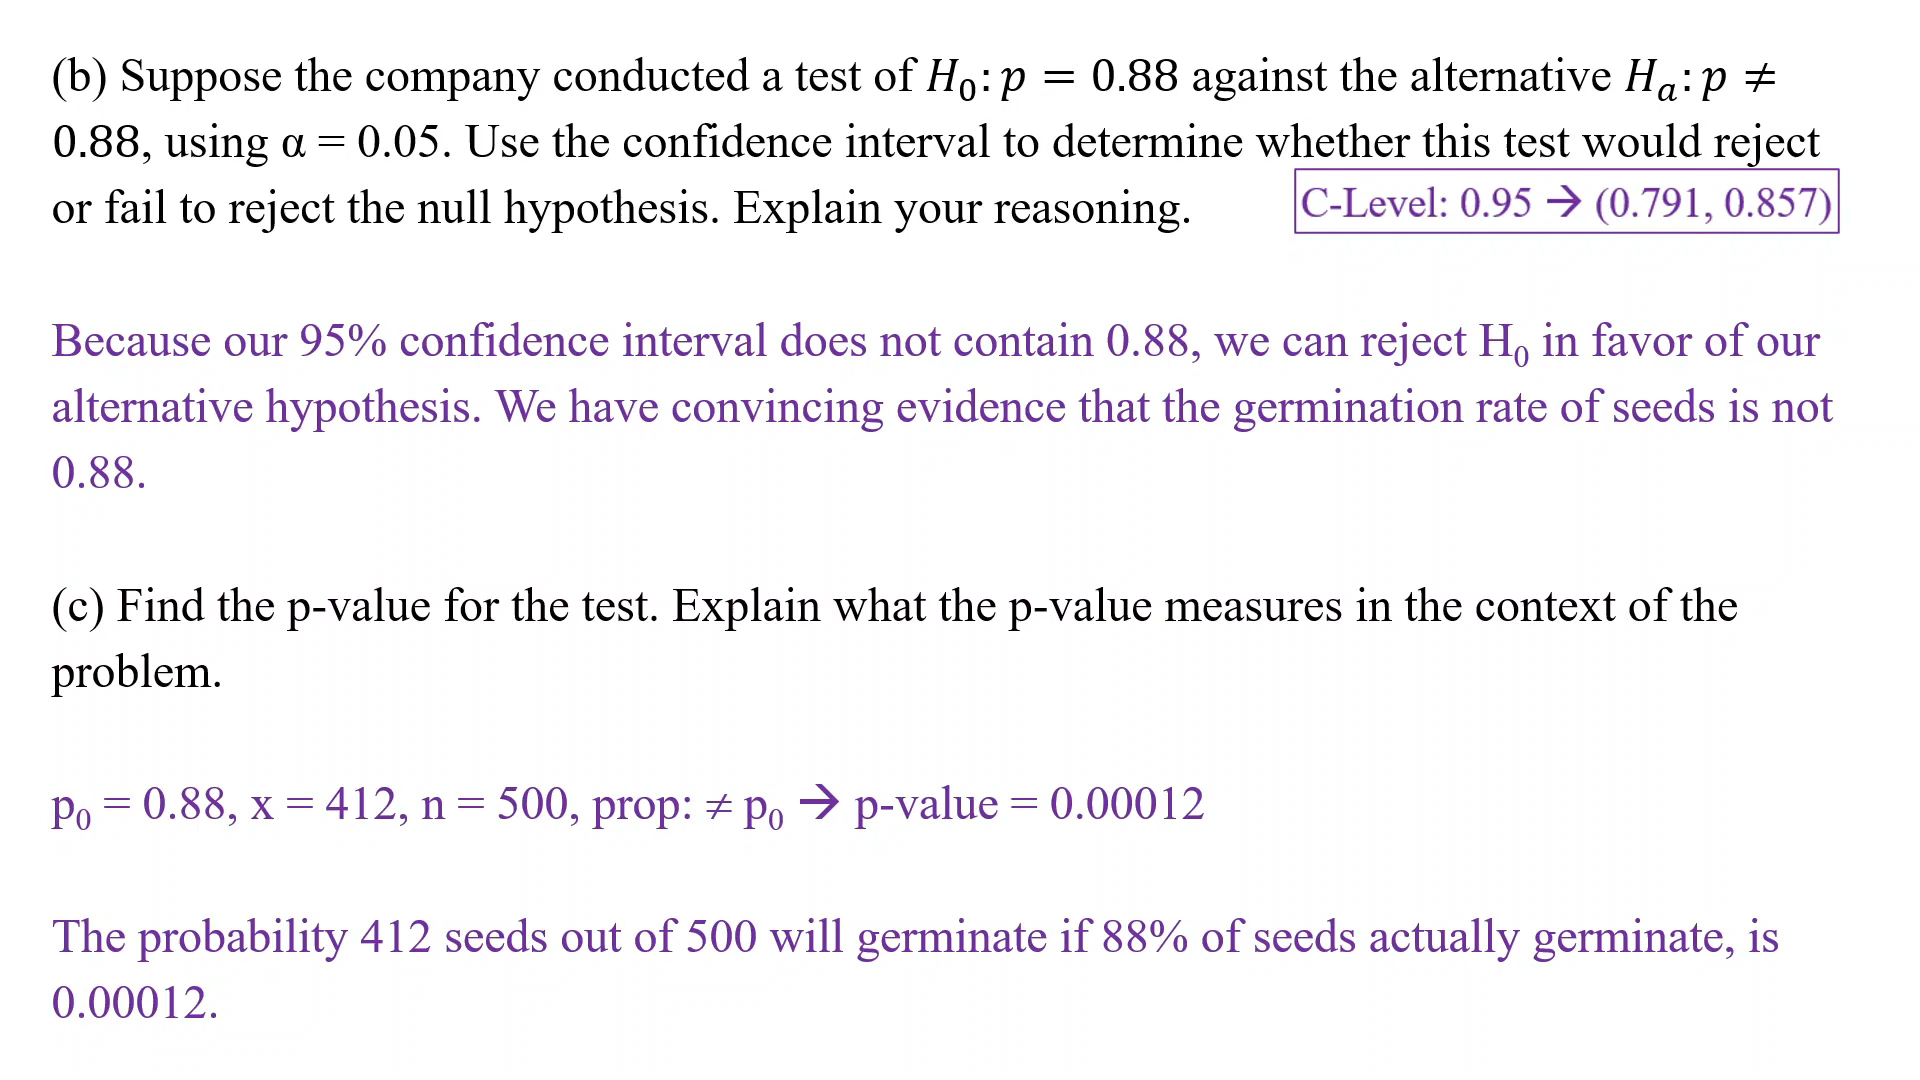 (b) Suppose the company conducted a test of H₀: p = 0.88 against the alternative Hₐ: p ≠
0.88, using α = 0.05. Use the confidence interval to determine whether this test would reject
or fail to reject the null hypothesis. Explain your reasoning.
C-Level: 0.95 → (0.791, 0.857)
Because our 95% confidence interval does not contain 0.88, we can reject H₀ in favor of our
alternative hypothesis. We have convincing evidence that the germination rate of seeds is not
0.88.
(c) Find the p-value for the test. Explain what the p-value measures in the context of the
problem.
p₀ = 0.88, x = 412, n = 500, prop: ≠ p₀ → p-value = 0.00012
The probability 412 seeds out of 500 will germinate if 88% of seeds actually germinate, is
0.00012.